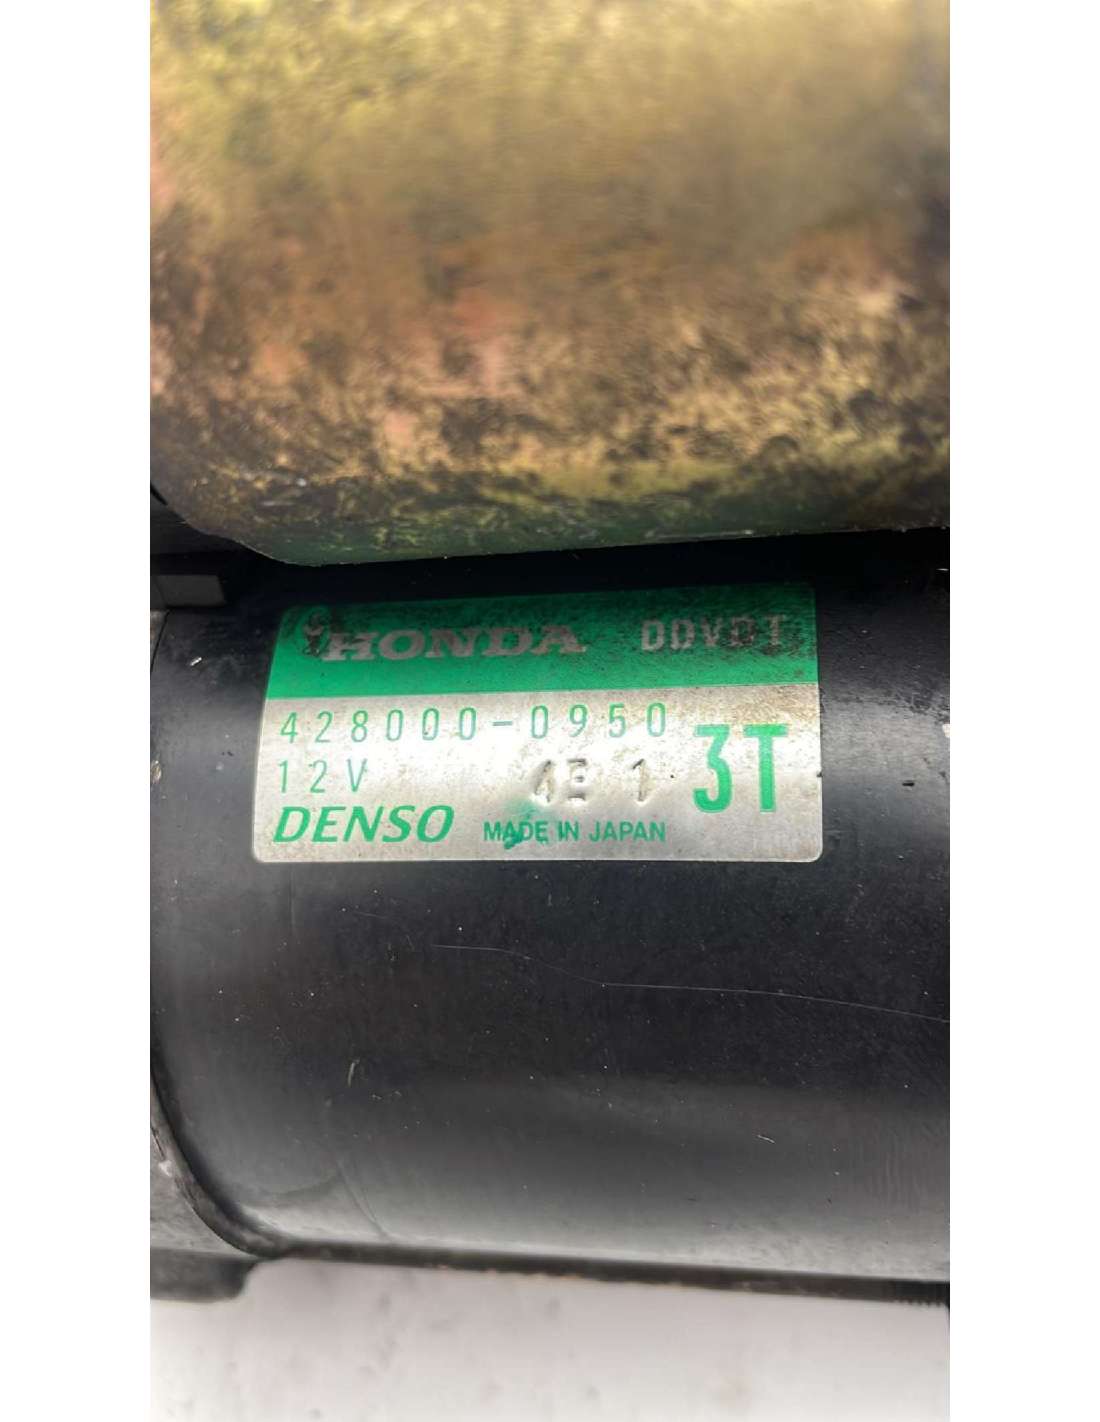 HONDA DDVDT
428000-0950
12V 4E 1 3T
DENSO MADE IN JAPAN